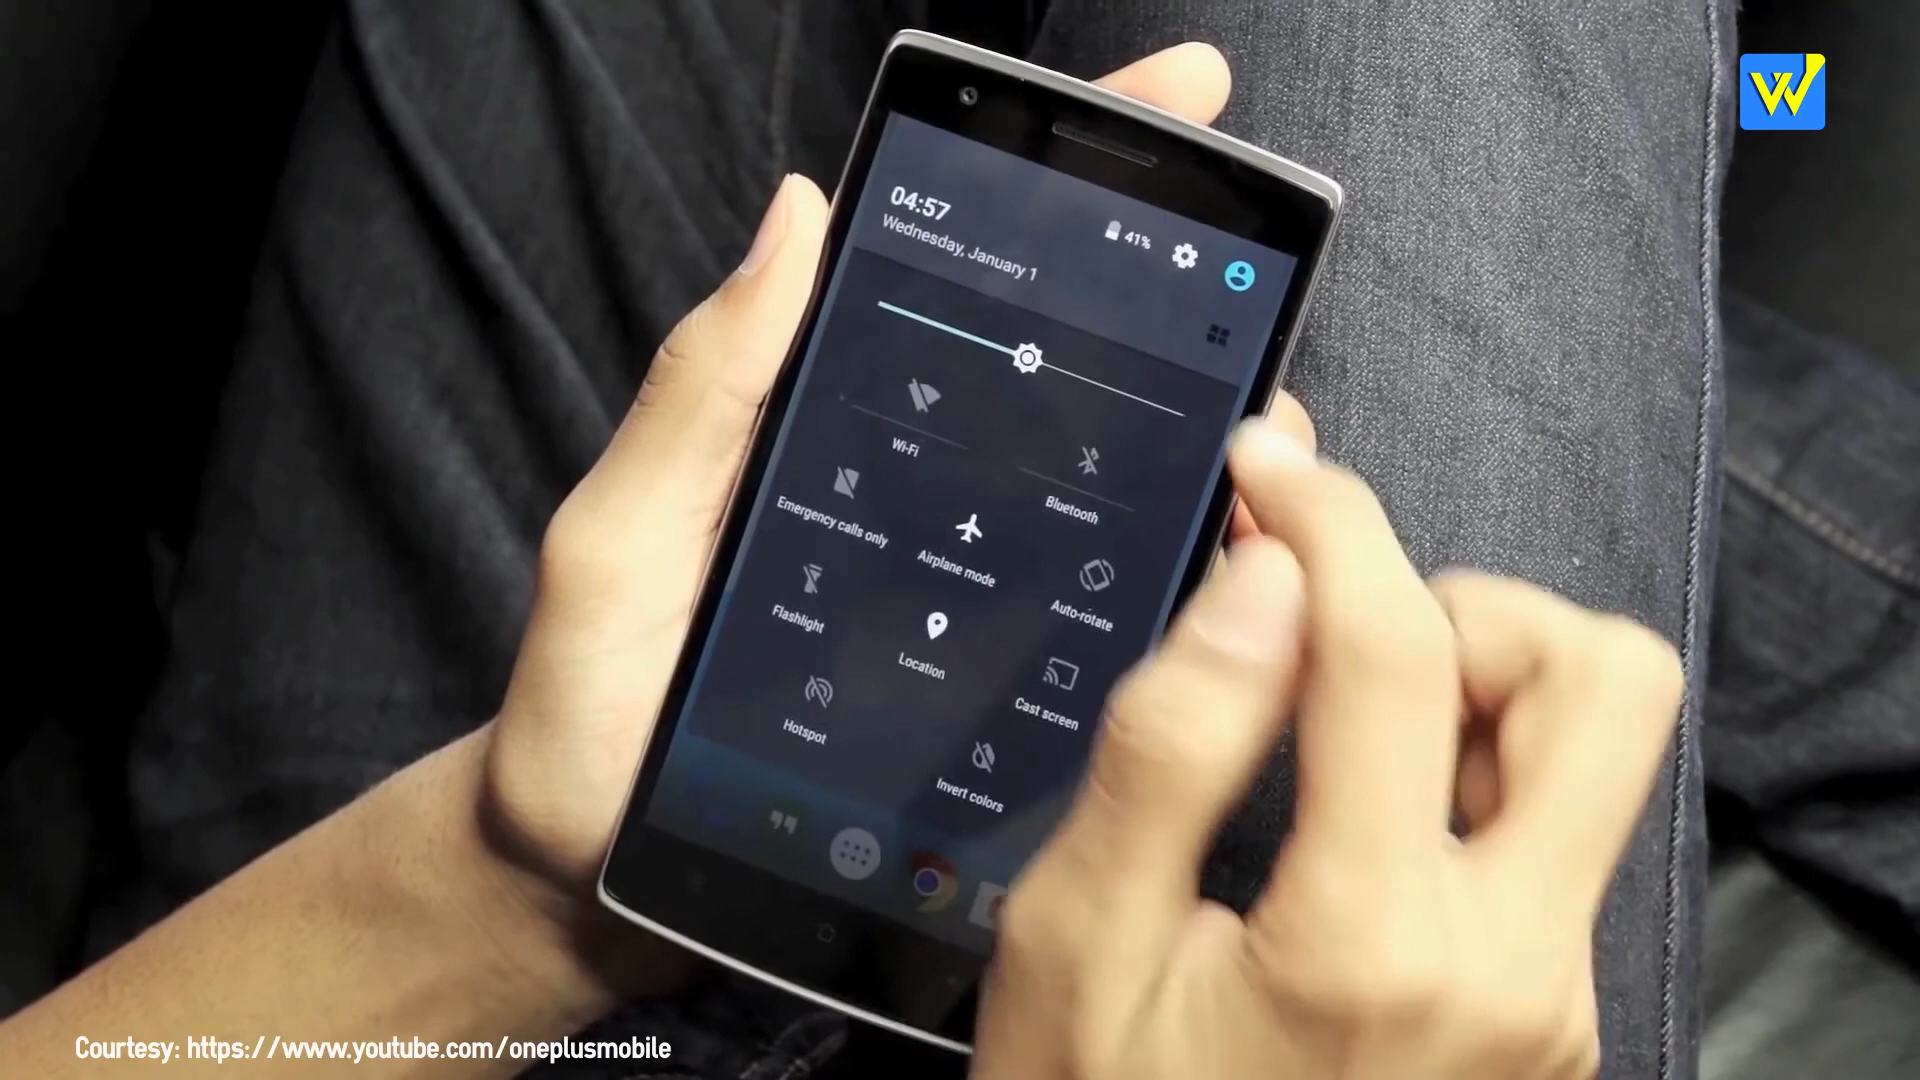 04:57
41%
Wednesday, January 1
Wi-Fi
Bluetooth
Emergency calls only
Airplane mode
Auto-rotate
Flashlight
Location
Cast screen
Hotspot
Invert colors
Courtesy: https://www.youtube.com/oneplusmobile